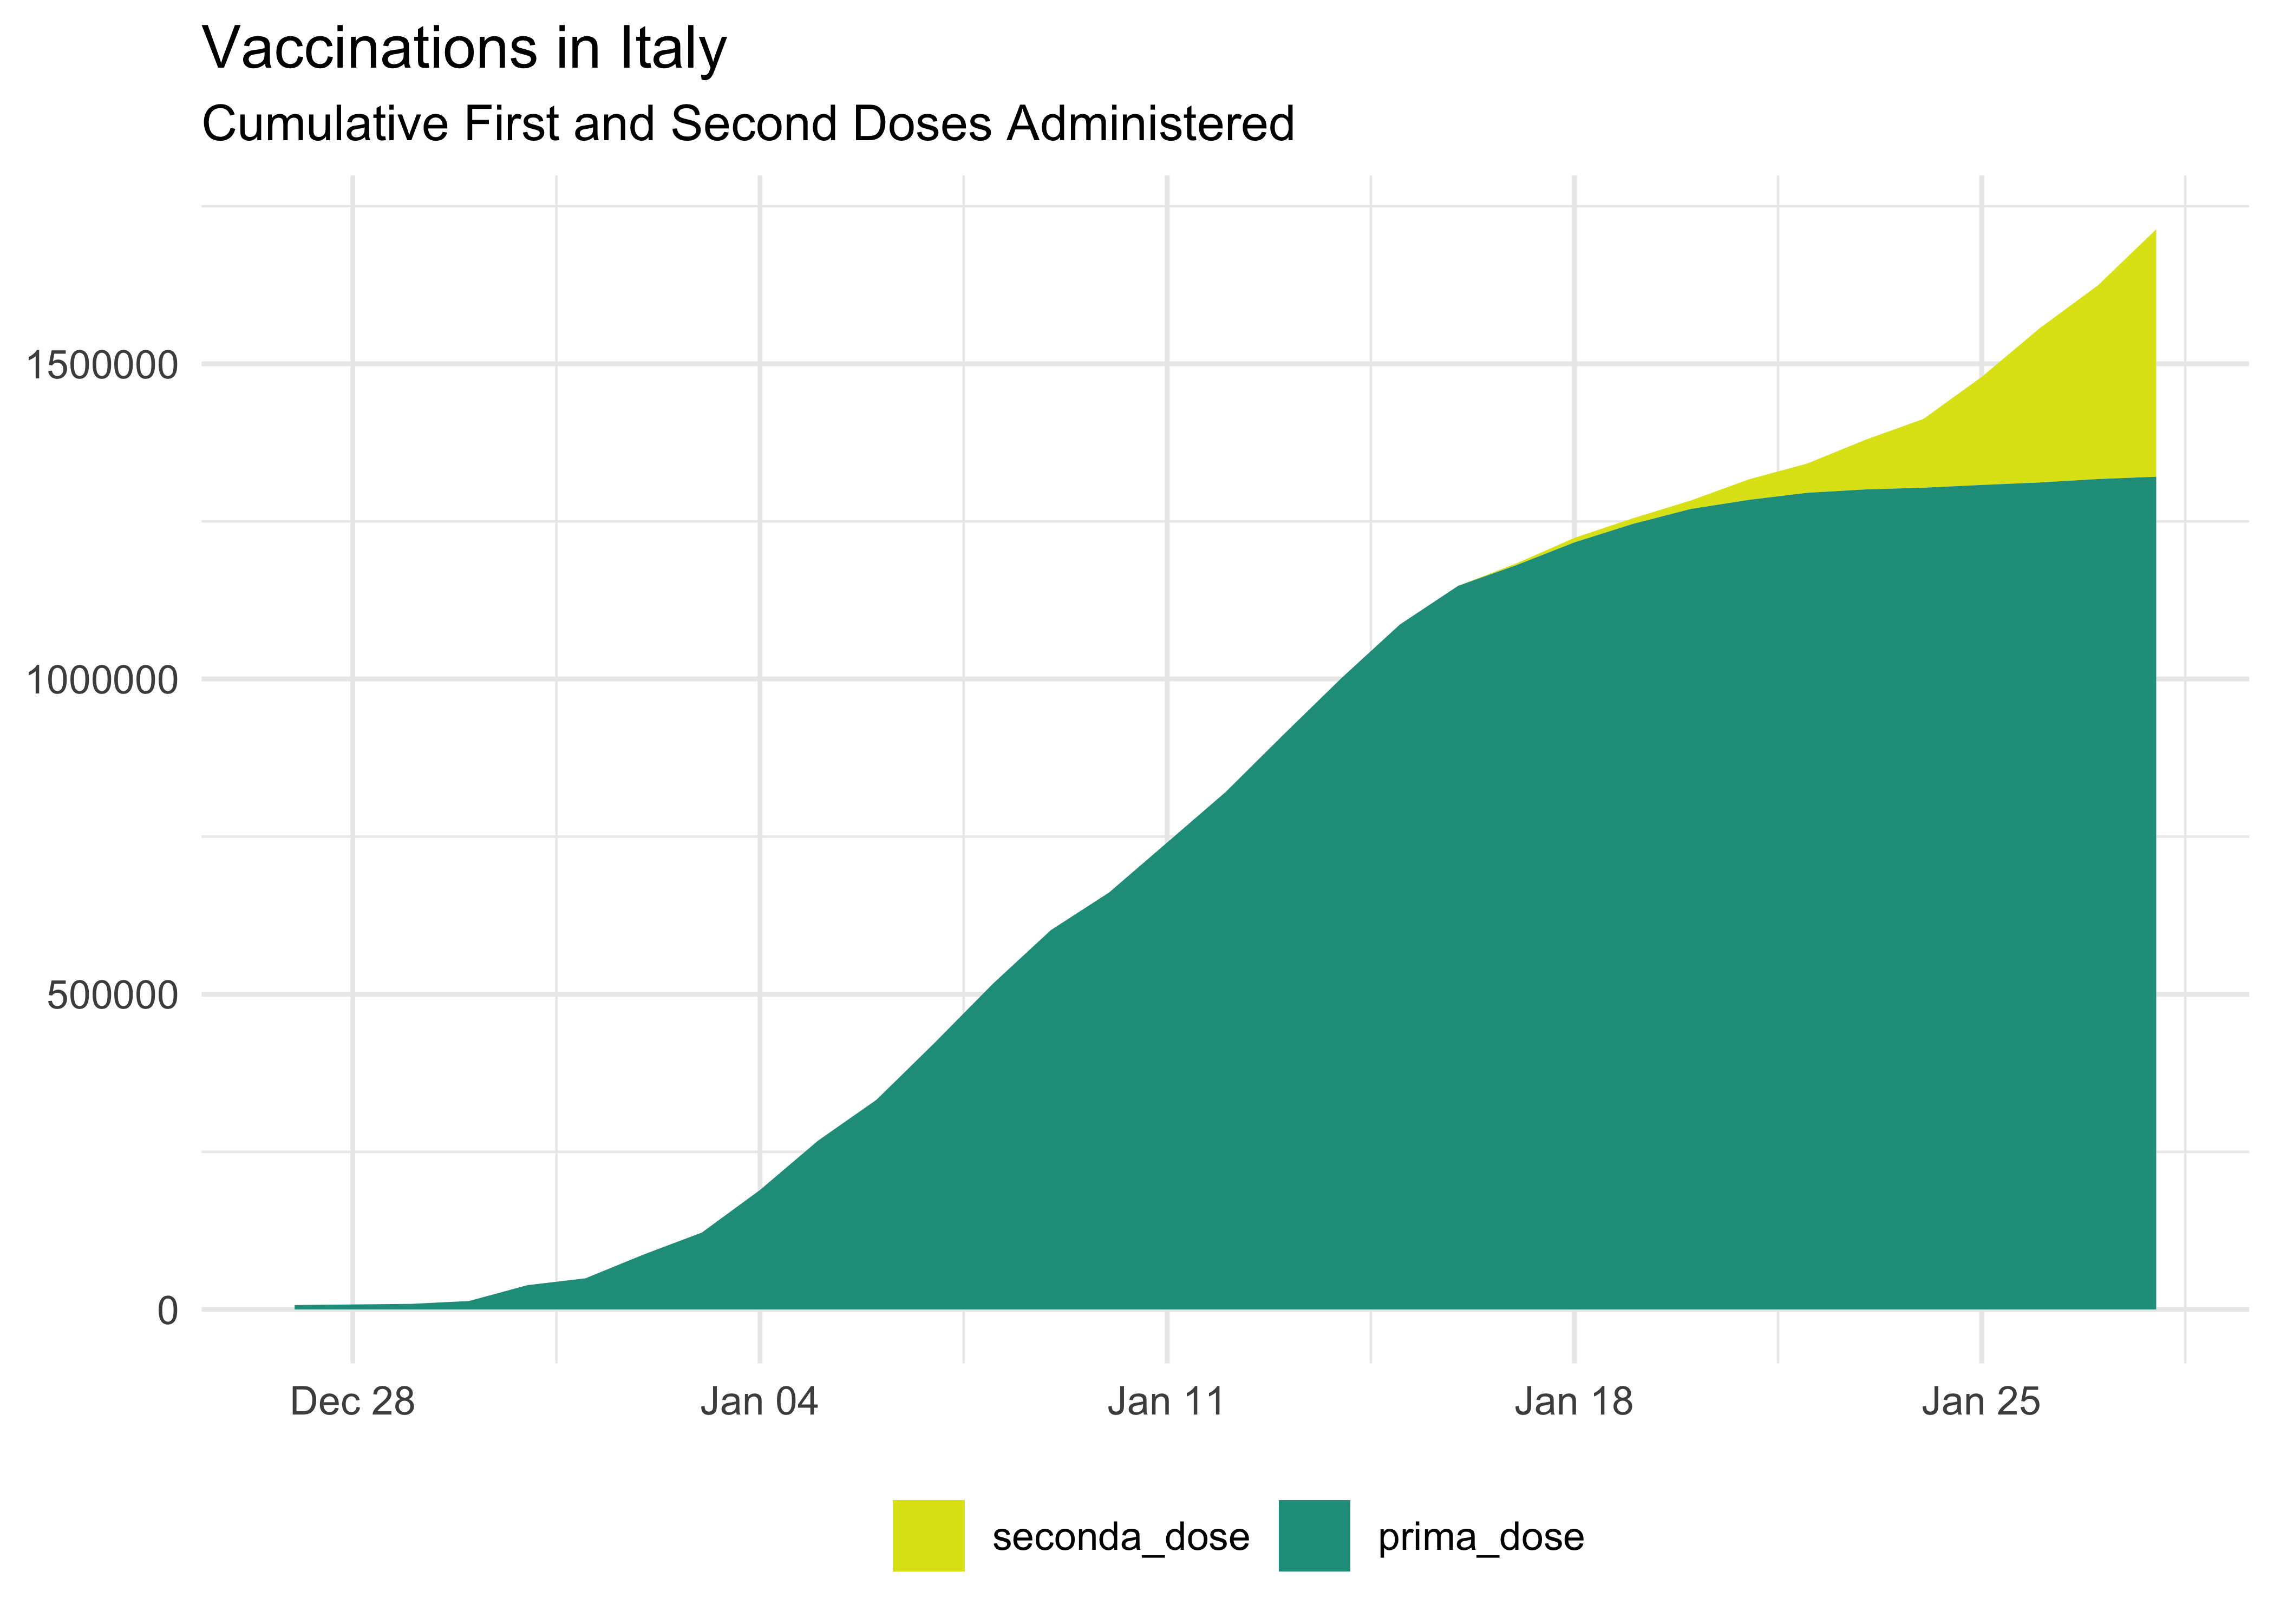 Vaccinations in Italy
Cumulative First and Second Doses Administered
1500000
1000000
500000
0
Dec 28 Jan 04 Jan 11 Jan 18 Jan 25
seconda_dose prima_dose